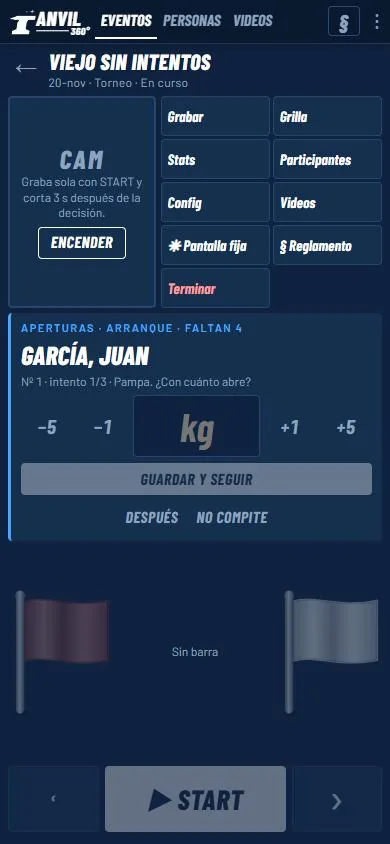 ANVIL 360° EVENTOS PERSONAS VIDEOS § ⋮
← VIEJO SIN INTENTOS
20-nov · Torneo · En curso
CAM
Graba sola con START y
corta 3 s después de la
decisión.
ENCENDER
Grabar
Grilla
Stats
Participantes
Config
Videos
✱ Pantalla fija
§ Reglamento
Terminar
APERTURAS · ARRANQUE · FALTAN 4
GARCÍA, JUAN
Nº 1 · intento 1/3 · Pampa. ¿Con cuánto abre?
−5 −1 kg +1 +5
GUARDAR Y SEGUIR
DESPUÉS NO COMPITE
Sin barra
‹ ▶ START ›